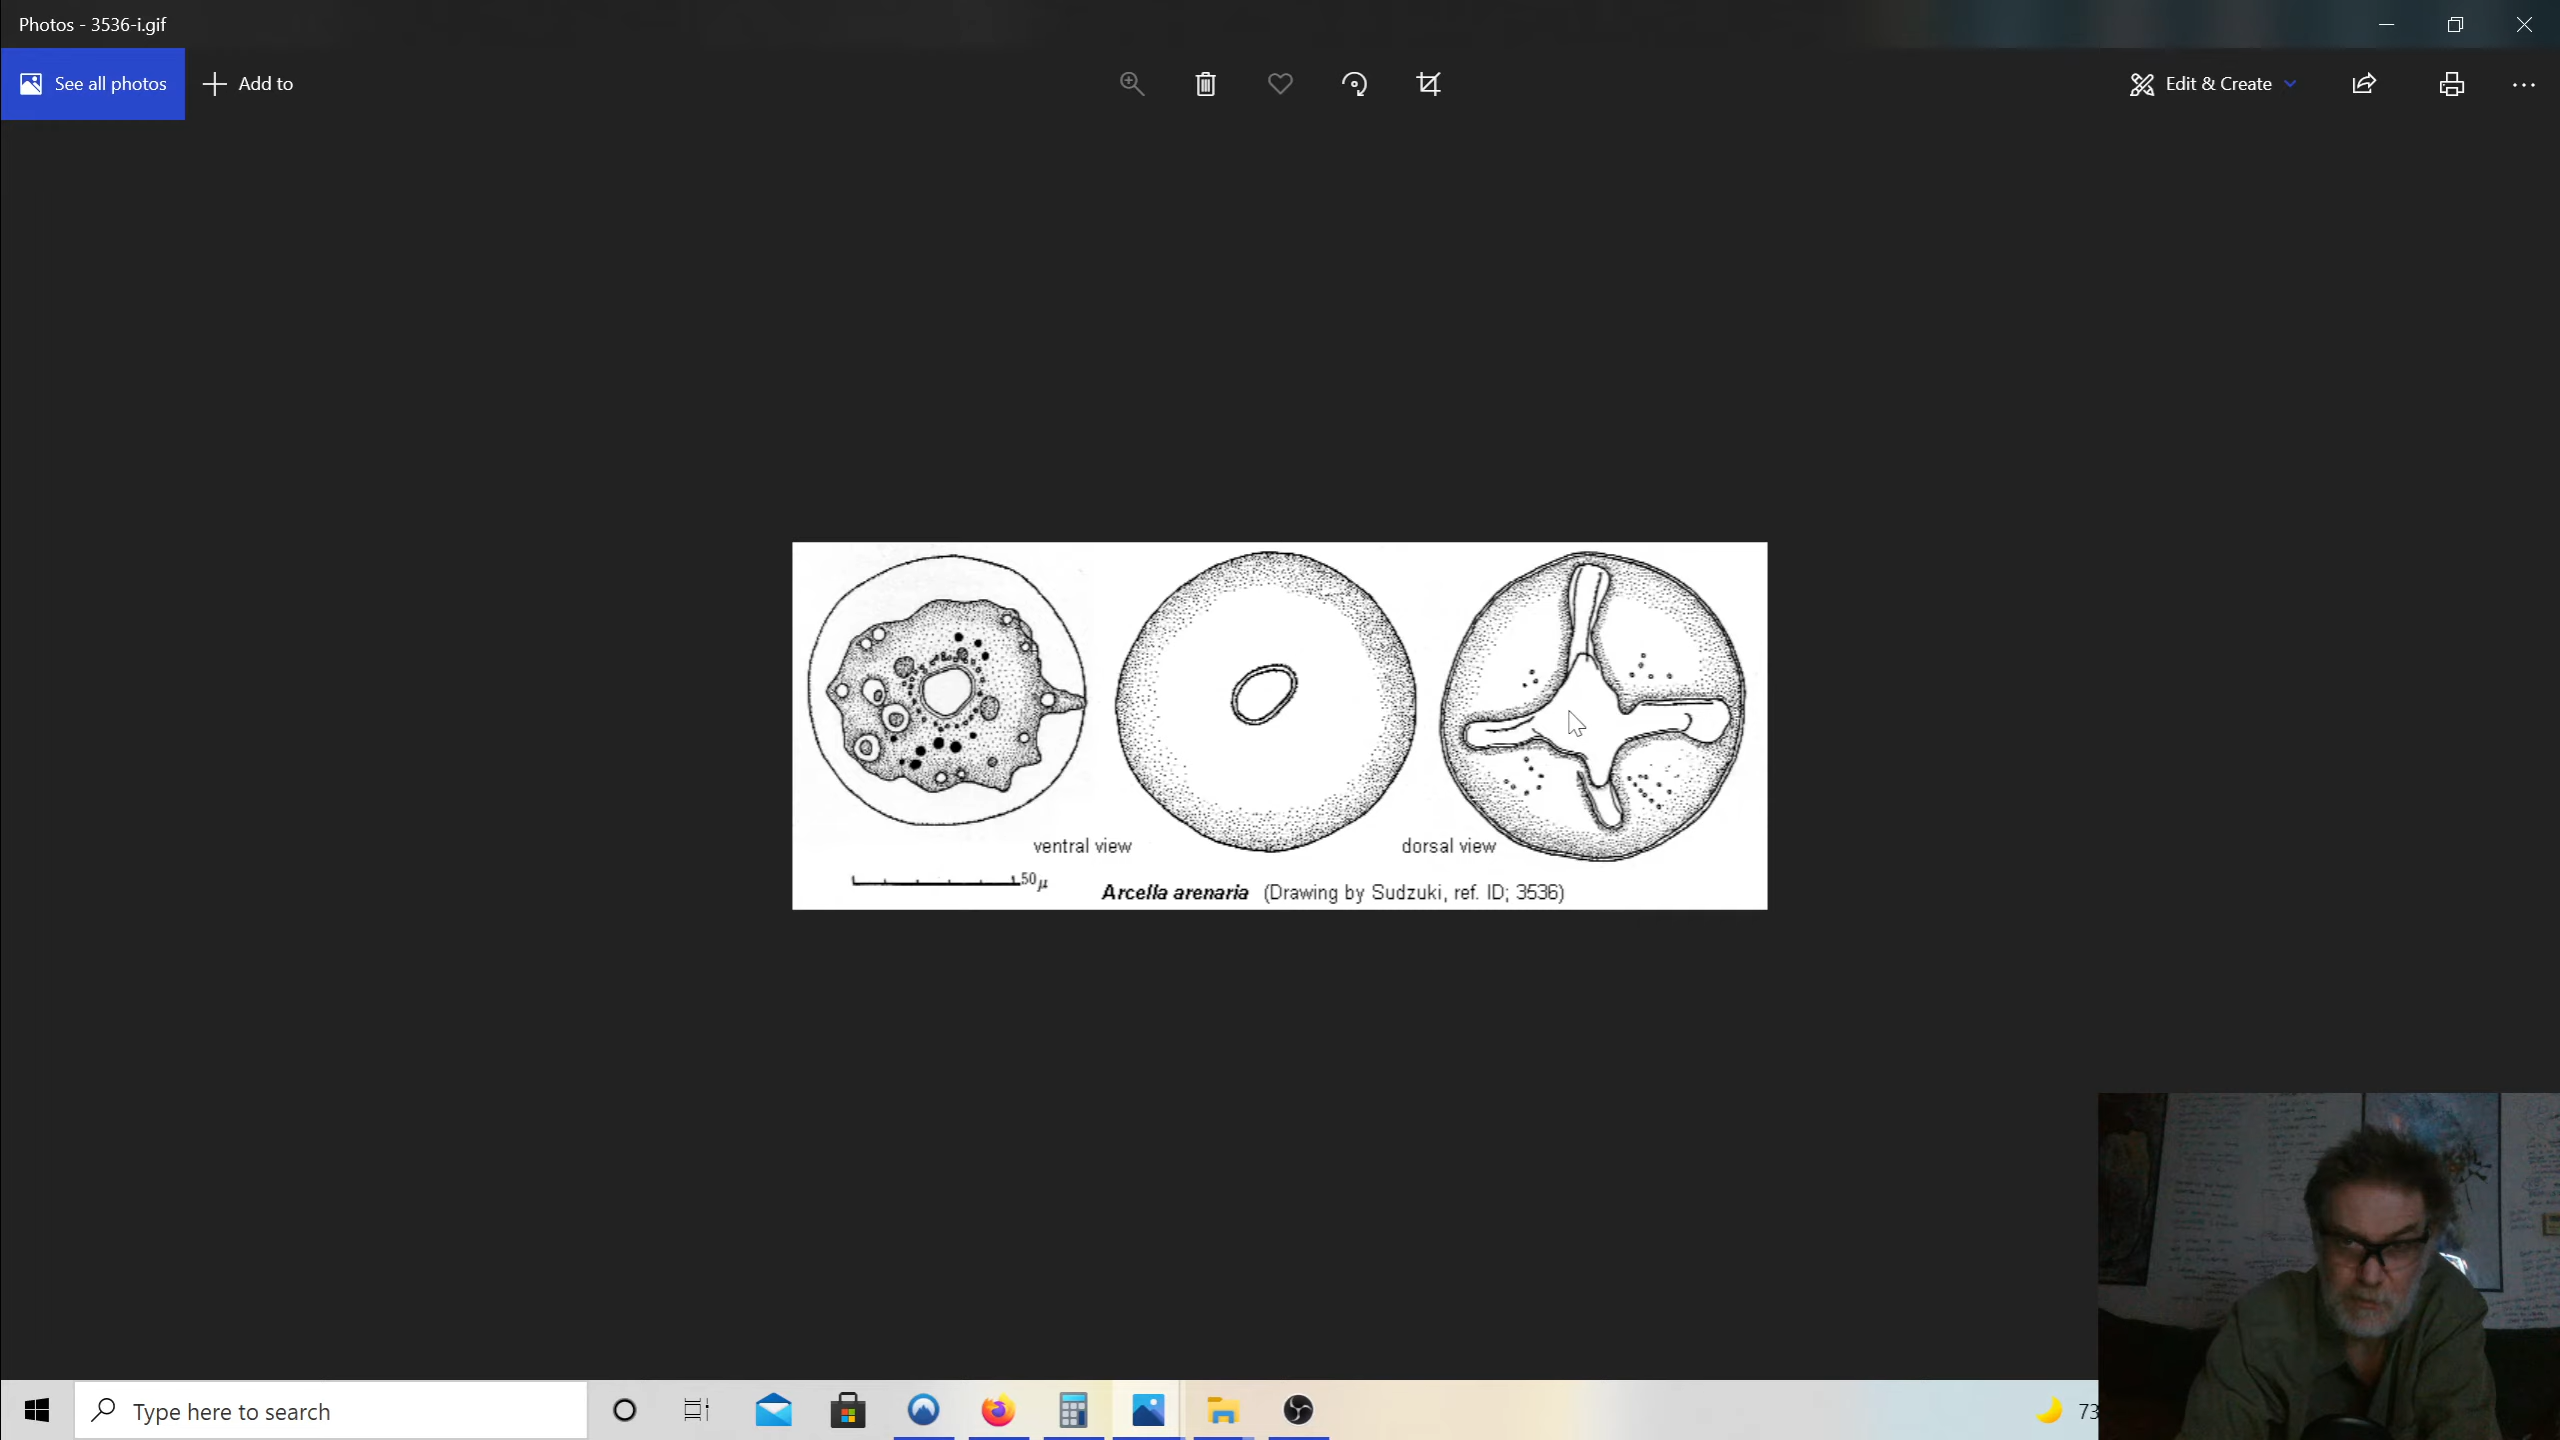 Photos - 3536-i.gif
See all photos
Add to
Edit & Create
ventral view
dorsal view
50μ
Arcella arenaria (Drawing by Sudzuki, ref. ID; 3536)
Type here to search
73